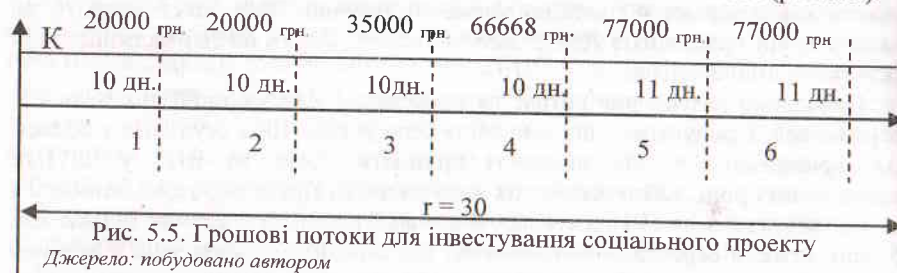 20000 грн. 20000 грн. 35000 грн. 66668 грн. 77000 грн. 77000 грн.
К
10 дн. 10 дн. 10дн. 10 дн. 11 дн. 11 дн.
1 2 3 4 5 6
r = 30
Рис. 5.5. Грошові потоки для інвестування соціального проекту
Джерело: побудовано автором